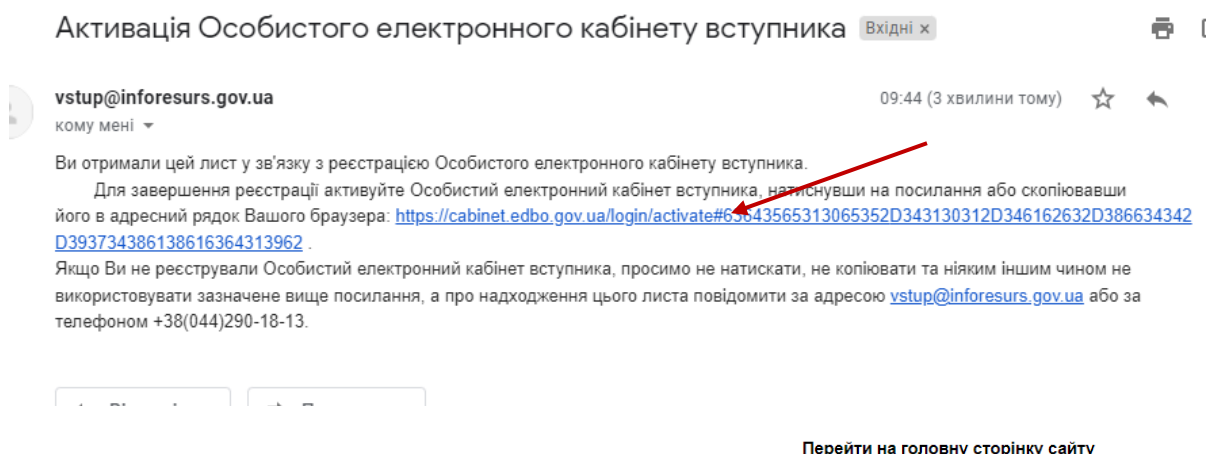 Активація Особистого електронного кабінету вступника Вхідні ×
vstup@inforesurs.gov.ua 09:44 (3 хвилини тому)
кому мені
Ви отримали цей лист у зв'язку з реєстрацією Особистого електронного кабінету вступника.
Для завершення реєстрації активуйте Особистий електронний кабінет вступника, натиснувши на посилання або скопіювавши
його в адресний рядок Вашого браузера: https://cabinet.edbo.gov.ua/login/activate#63643565313065352D343130312D346162632D386634342
D393734386138616364313962 .
Якщо Ви не реєстрували Особистий електронний кабінет вступника, просимо не натискати, не копіювати та ніяким іншим чином не
використовувати зазначене вище посилання, а про надходження цього листа повідомити за адресою vstup@inforesurs.gov.ua або за
телефоном +38(044)290-18-13.
Перейти на головну сторінку сайту